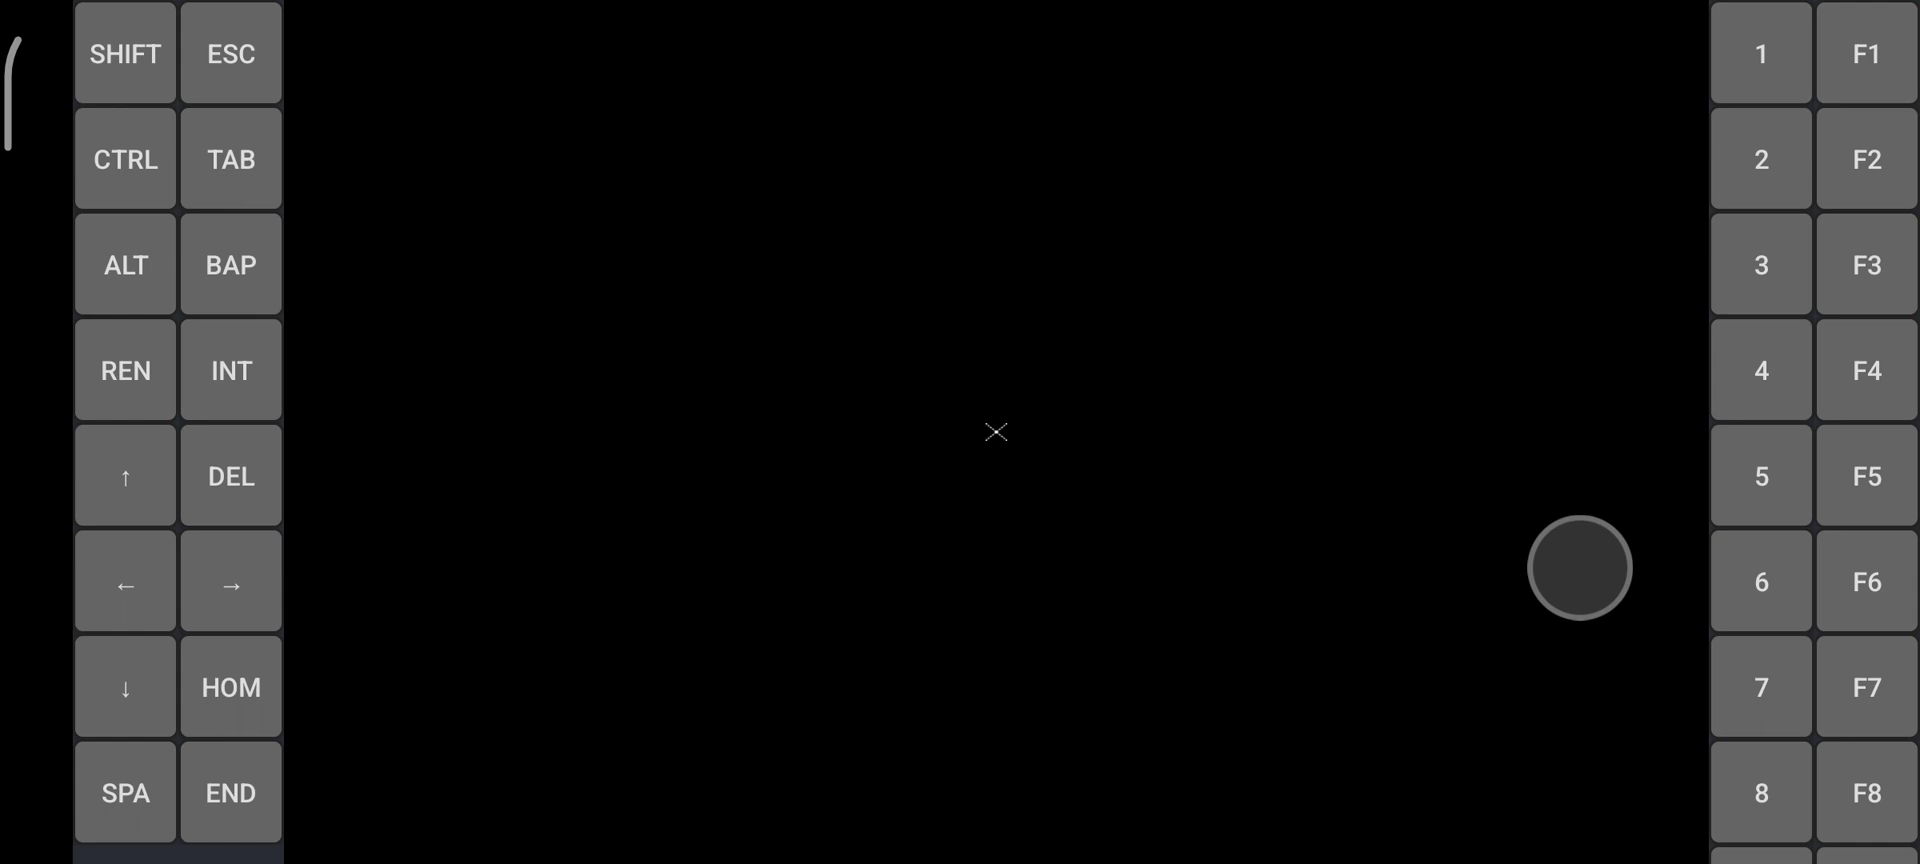 SHIFT ESC 1 F1
CTRL TAB 2 F2
ALT BAP 3 F3
REN INT 4 F4
↑ DEL 5 F5
← → 6 F6
↓ HOM 7 F7
SPA END 8 F8